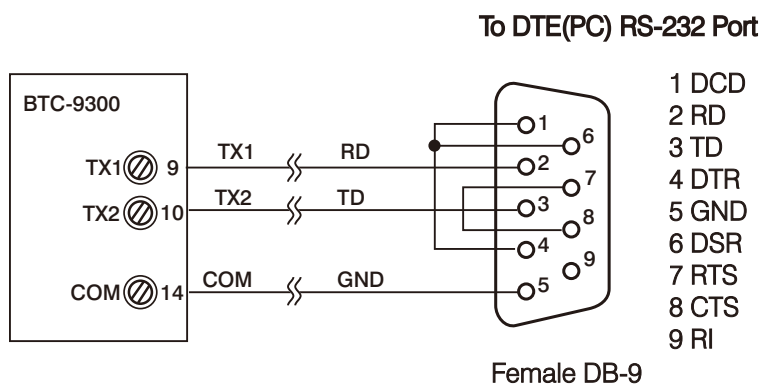 To DTE(PC) RS-232 Port
BTC-9300
TX1 9 TX1 RD
TX2 10 TX2 TD
COM 14 COM GND
1
6
2
7
3
8
4
9
5
1 DCD
2 RD
3 TD
4 DTR
5 GND
6 DSR
7 RTS
8 CTS
9 RI
Female DB-9